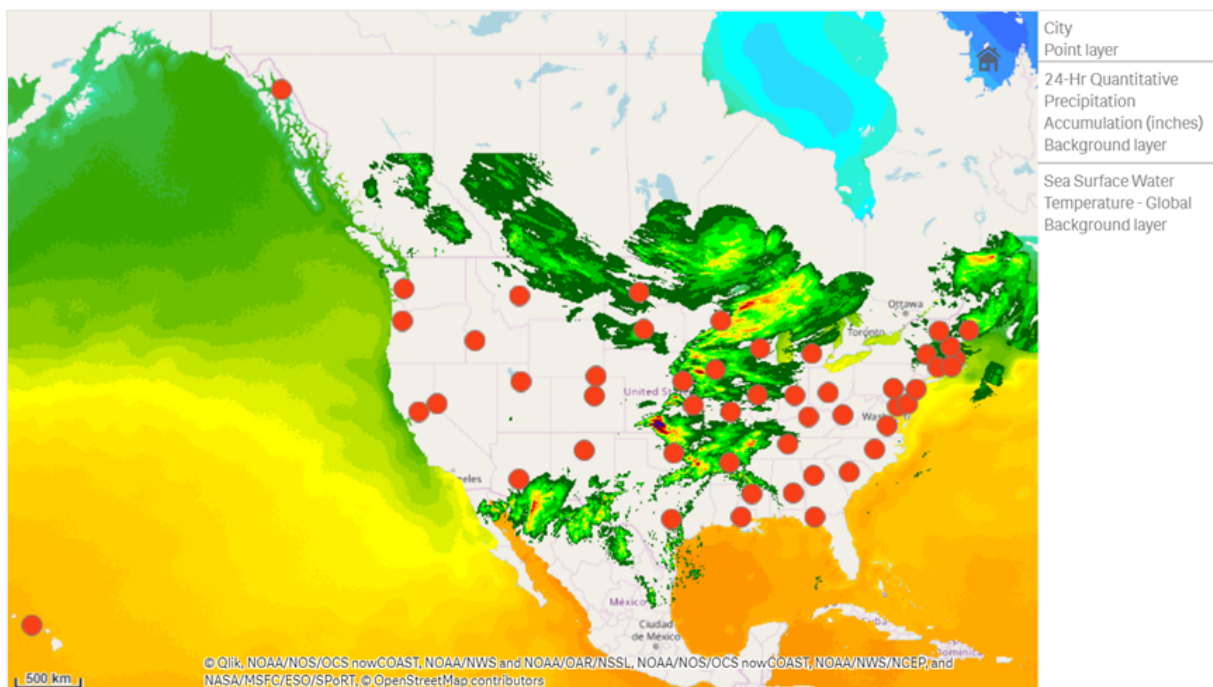 City
Point layer
24-Hr Quantitative
Precipitation
Accumulation (inches)
Background layer
Sea Surface Water
Temperature - Global
Background layer
Ottawa
Toronto
United Sta
Wash
eles
México
Ciudad
de México
Cuba
Dominica
© Qlik, NOAA/NOS/OCS nowCOAST, NOAA/NWS and NOAA/OAR/NSSL, NOAA/NOS/OCS nowCOAST, NOAA/NWS/NCEP, and
NASA/MSFC/ESO/SPoRT, © OpenStreetMap contributors
500 km